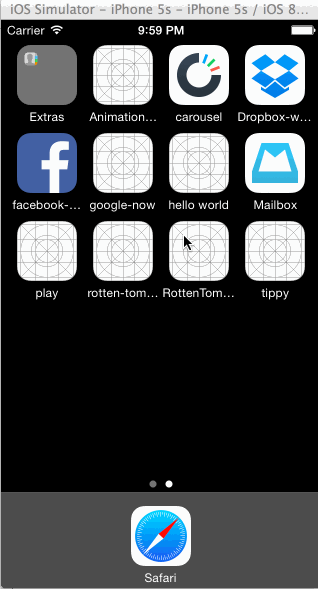 iOS Simulator – iPhone 5s – iPhone 5s / iOS 8...
Carrier 9:59 PM
Extras Animation... carousel Dropbox-w...
facebook-... google-now hello world Mailbox
play rotten-tom... RottenTom... tippy
Safari